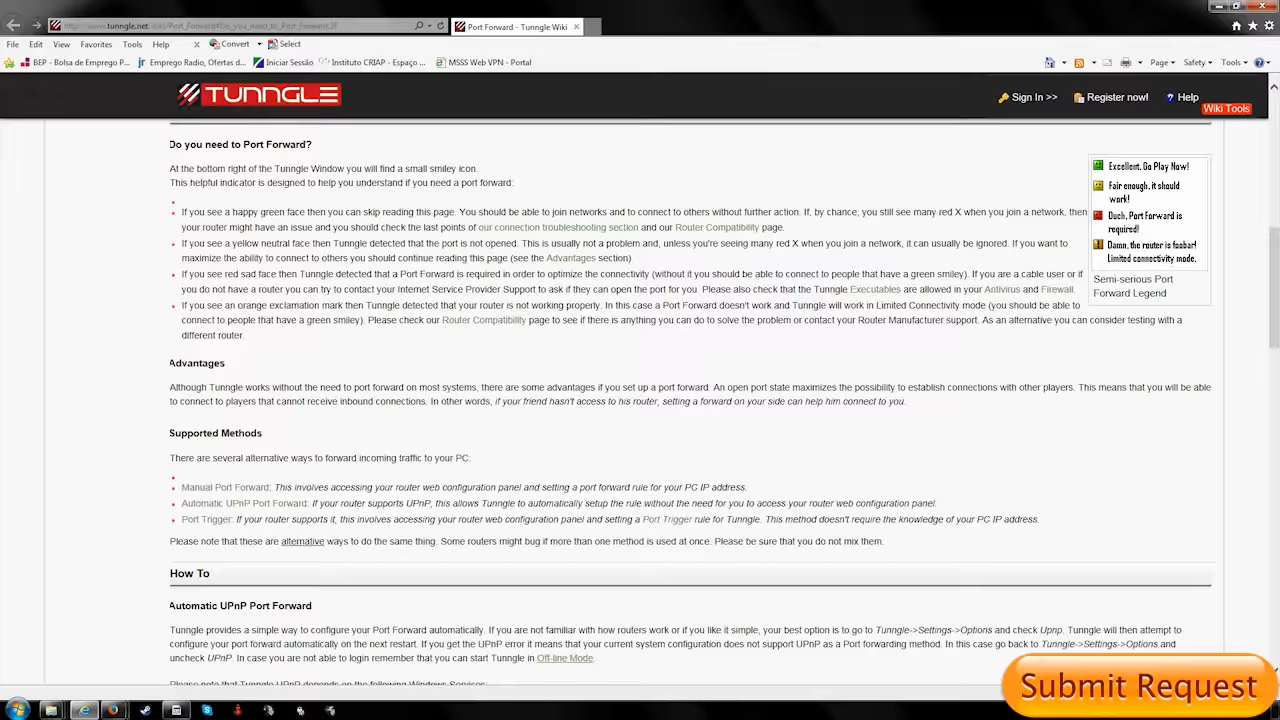 http://www.tunngle.net/wiki/Port_Forward#Do_you_need_to_Port_Forward.3F
Port Forward - Tunngle Wiki
File Edit View Favorites Tools Help x Convert Select
BEP - Bolsa de Emprego P... Emprego Radio, Ofertas d... Iniciar Sessão Instituto CRIAP - Espaço ... MSSS Web VPN - Portal Page Safety Tools
TUNNGLE
Sign In >> Register now! Help
Wiki Tools
Do you need to Port Forward?
At the bottom right of the Tunngle Window you will find a small smiley icon.
This helpful indicator is designed to help you understand if you need a port forward:
If you see a happy green face then you can skip reading this page. You should be able to join networks and to connect to others without further action. If, by chance, you still see many red X when you join a network, then
your router might have an issue and you should check the last points of our connection troubleshooting section and our Router Compatibility page.
If you see a yellow neutral face then Tunngle detected that the port is not opened. This is usually not a problem and, unless you're seeing many red X when you join a network, it can usually be ignored. If you want to
maximize the ability to connect to others you should continue reading this page (see the Advantages section)
If you see red sad face then Tunngle detected that a Port Forward is required in order to optimize the connectivity (without it you should be able to connect to people that have a green smiley). If you are a cable user or if
you do not have a router you can try to contact your Internet Service Provider Support to ask if they can open the port for you. Please also check that the Tunngle Executables are allowed in your Antivirus and Firewall.
If you see an orange exclamation mark then Tunngle detected that your router is not working properly. In this case a Port Forward doesn't work and Tunngle will work in Limited Connectivity mode (you should be able to
connect to people that have a green smiley). Please check our Router Compatibility page to see if there is anything you can do to solve the problem or contact your Router Manufacturer support. As an alternative you can consider testing with a
different router.
Excellent, Go Play Now!
Fair enough, it should
work!
Ouch, Port Forward is
required!
Damn, the router is foobar!
Limited connectivity mode.
Semi-serious Port
Forward Legend
Advantages
Although Tunngle works without the need to port forward on most systems, there are some advantages if you set up a port forward. An open port state maximizes the possibility to establish connections with other players. This means that you will be able
to connect to players that cannot receive inbound connections. In other words, if your friend hasn't access to his router, setting a forward on your side can help him connect to you.
Supported Methods
There are several alternative ways to forward incoming traffic to your PC:
Manual Port Forward: This involves accessing your router web configuration panel and setting a port forward rule for your PC IP address.
Automatic UPnP Port Forward: If your router supports UPnP, this allows Tunngle to automatically setup the rule without the need for you to access your router web configuration panel.
Port Trigger: If your router supports it, this involves accessing your router web configuration panel and setting a Port Trigger rule for Tunngle. This method doesn't require the knowledge of your PC IP address.
Please note that these are alternative ways to do the same thing. Some routers might bug if more than one method is used at once. Please be sure that you do not mix them.
How To
Automatic UPnP Port Forward
Tunngle provides a simple way to configure your Port Forward automatically. If you are not familiar with how routers work or if you like it simple, your best option is to go to Tunngle->Settings->Options and check Upnp. Tunngle will then attempt to
configure your port forward automatically on the next restart. If you get the UPnP error it means that your current system configuration does not support UPnP as a Port forwarding method. In this case go back to Tunngle->Settings->Options and
uncheck UPnP. In case you are not able to login remember that you can start Tunngle in Off-line Mode.
Please note that Tunngle UPnP depends on the following Windows Services:
Submit Request